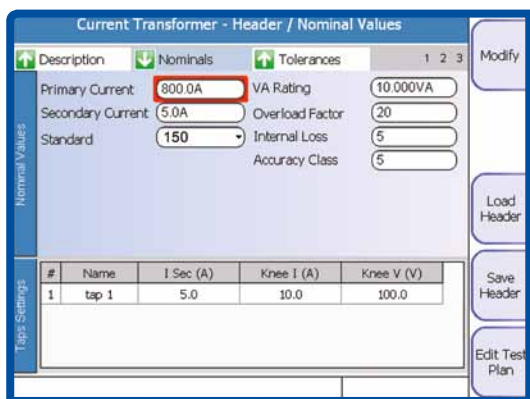 Current Transformer - Header / Nominal Values
Description Nominals Tolerances 1 2 3
Primary Current 800.0A VA Rating 10.000VA
Secondary Current 5.0A Overload Factor 20
Standard 150 Internal Loss 5
Accuracy Class 5
Nominal Values
# Name I Sec (A) Knee I (A) Knee V (V)
1 tap 1 5.0 10.0 100.0
Taps Settings
Modify
Load
Header
Save
Header
Edit Test
Plan